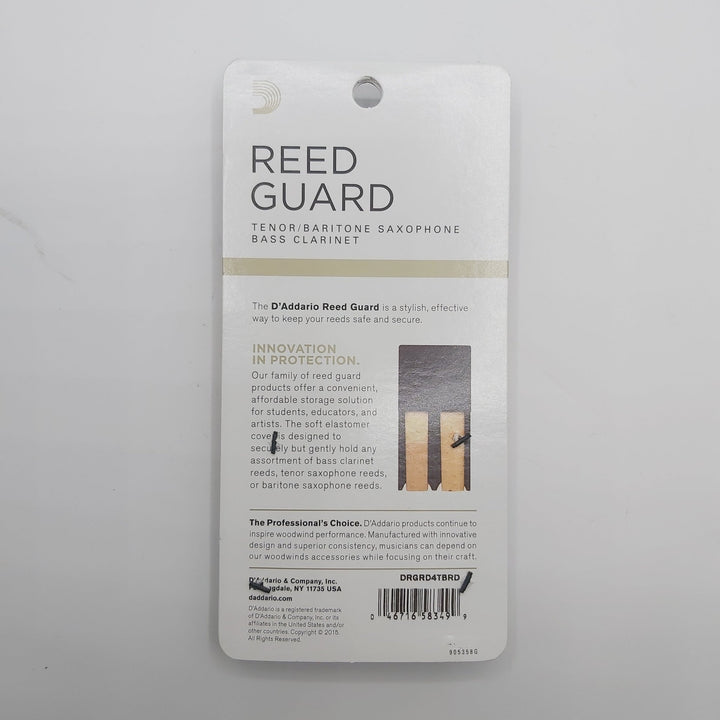 REED
GUARD
TENOR/BARITONE SAXOPHONE
BASS CLARINET
The D'Addario Reed Guard is a stylish, effective
way to keep your reeds safe and secure.
INNOVATION
IN PROTECTION.
Our family of reed guard
products offer a convenient,
affordable storage solution
for students, educators, and
artists. The soft elastomer
cover is designed to
securely but gently hold any
assortment of bass clarinet
reeds, tenor saxophone reeds,
or baritone saxophone reeds.
The Professional's Choice. D'Addario products continue to
inspire woodwind performance. Manufactured with innovative
design and superior consistency, musicians can depend on
our woodwinds accessories while focusing on their craft.
D'Addario & Company, Inc.
Farmingdale, NY 11735 USA
daddario.com
D'Addario is a registered trademark
of D'Addario & Company, Inc. or its
affiliates in the United States and/or
other countries. Copyright © 2015.
All Rights Reserved.
DRGRD4TBRD
0 46716 58349 9
905358G